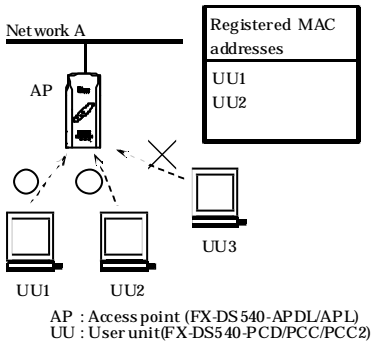 Network A
Registered MAC
addresses
UU1
UU2
AP
UU3
UU1
UU2
AP : Access point (FX-DS540-APDL/APL)
UU : User unit(FX-DS540-PCD/PCC/PCC2)